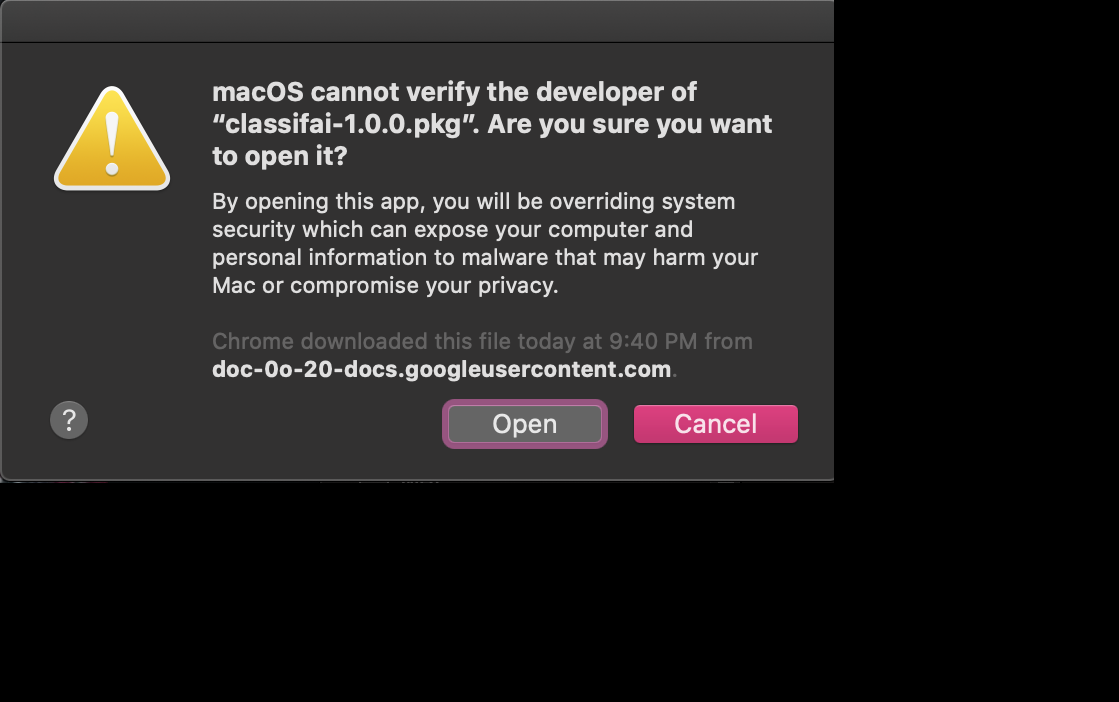 macOS cannot verify the developer of
“classifai-1.0.0.pkg”. Are you sure you want
to open it?
By opening this app, you will be overriding system
security which can expose your computer and
personal information to malware that may harm your
Mac or compromise your privacy.
Chrome downloaded this file today at 9:40 PM from
doc-0o-20-docs.googleusercontent.com.
?
Open
Cancel